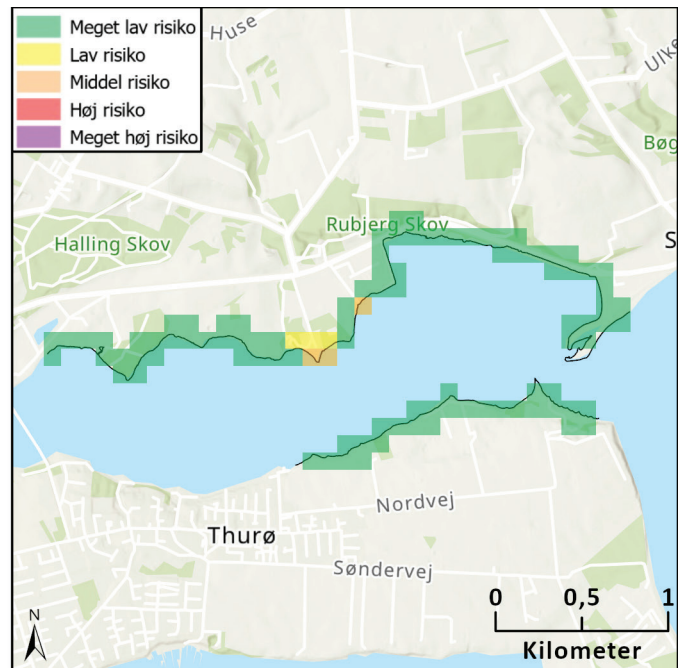 Meget lav risiko
Lav risiko
Middel risiko
Høj risiko
Meget høj risiko
Huse
Ulke
Bøg
Rubjerg Skov
Halling Skov
S
Nordvej
Thurø
Søndervej
0 0,5 1
Kilometer
N